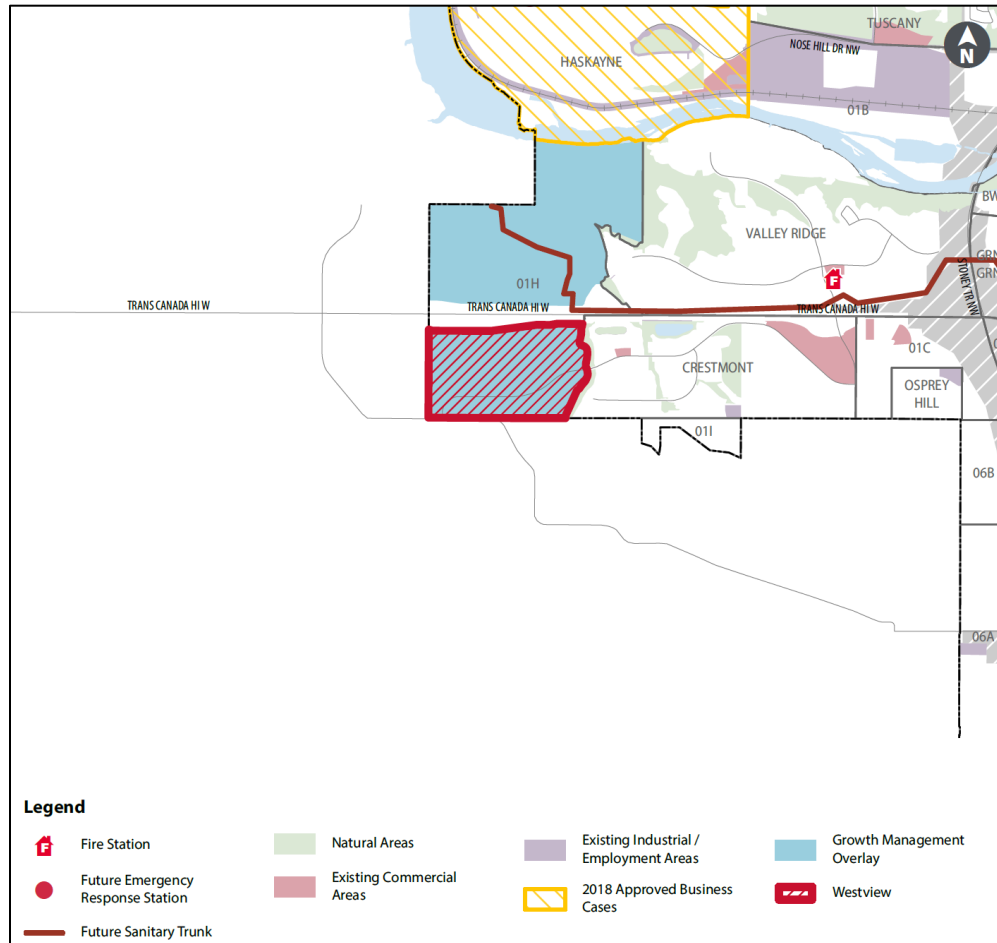 TUSCANY
NOSE HILL DR NW
N
HASKAYNE
01B
BW
VALLEY RIDGE
GRN
GRN
STONEY TR NW
F
01H
TRANS CANADA HI W
TRANS CANADA HI W
TRANS CANADA HI W
01C
CRESTMONT
OSPREY
HILL
01I
06B
06A
Legend
F Fire Station
Future Emergency
Response Station
Future Sanitary Trunk
Natural Areas
Existing Commercial
Areas
Existing Industrial /
Employment Areas
2018 Approved Business
Cases
Growth Management
Overlay
Westview